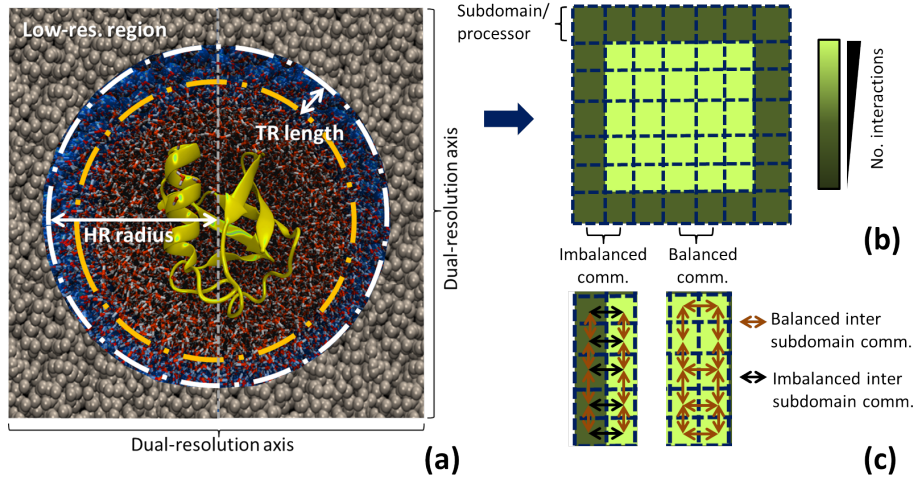 Low-res. region
TR length
HR radius
Dual-resolution axis
Dual-resolution axis
(a)
Subdomain/
processor
No. interactions
(b)
Imbalanced
comm.
Balanced
comm.
Balanced inter
subdomain comm.
Imbalanced inter
subdomain comm.
(c)